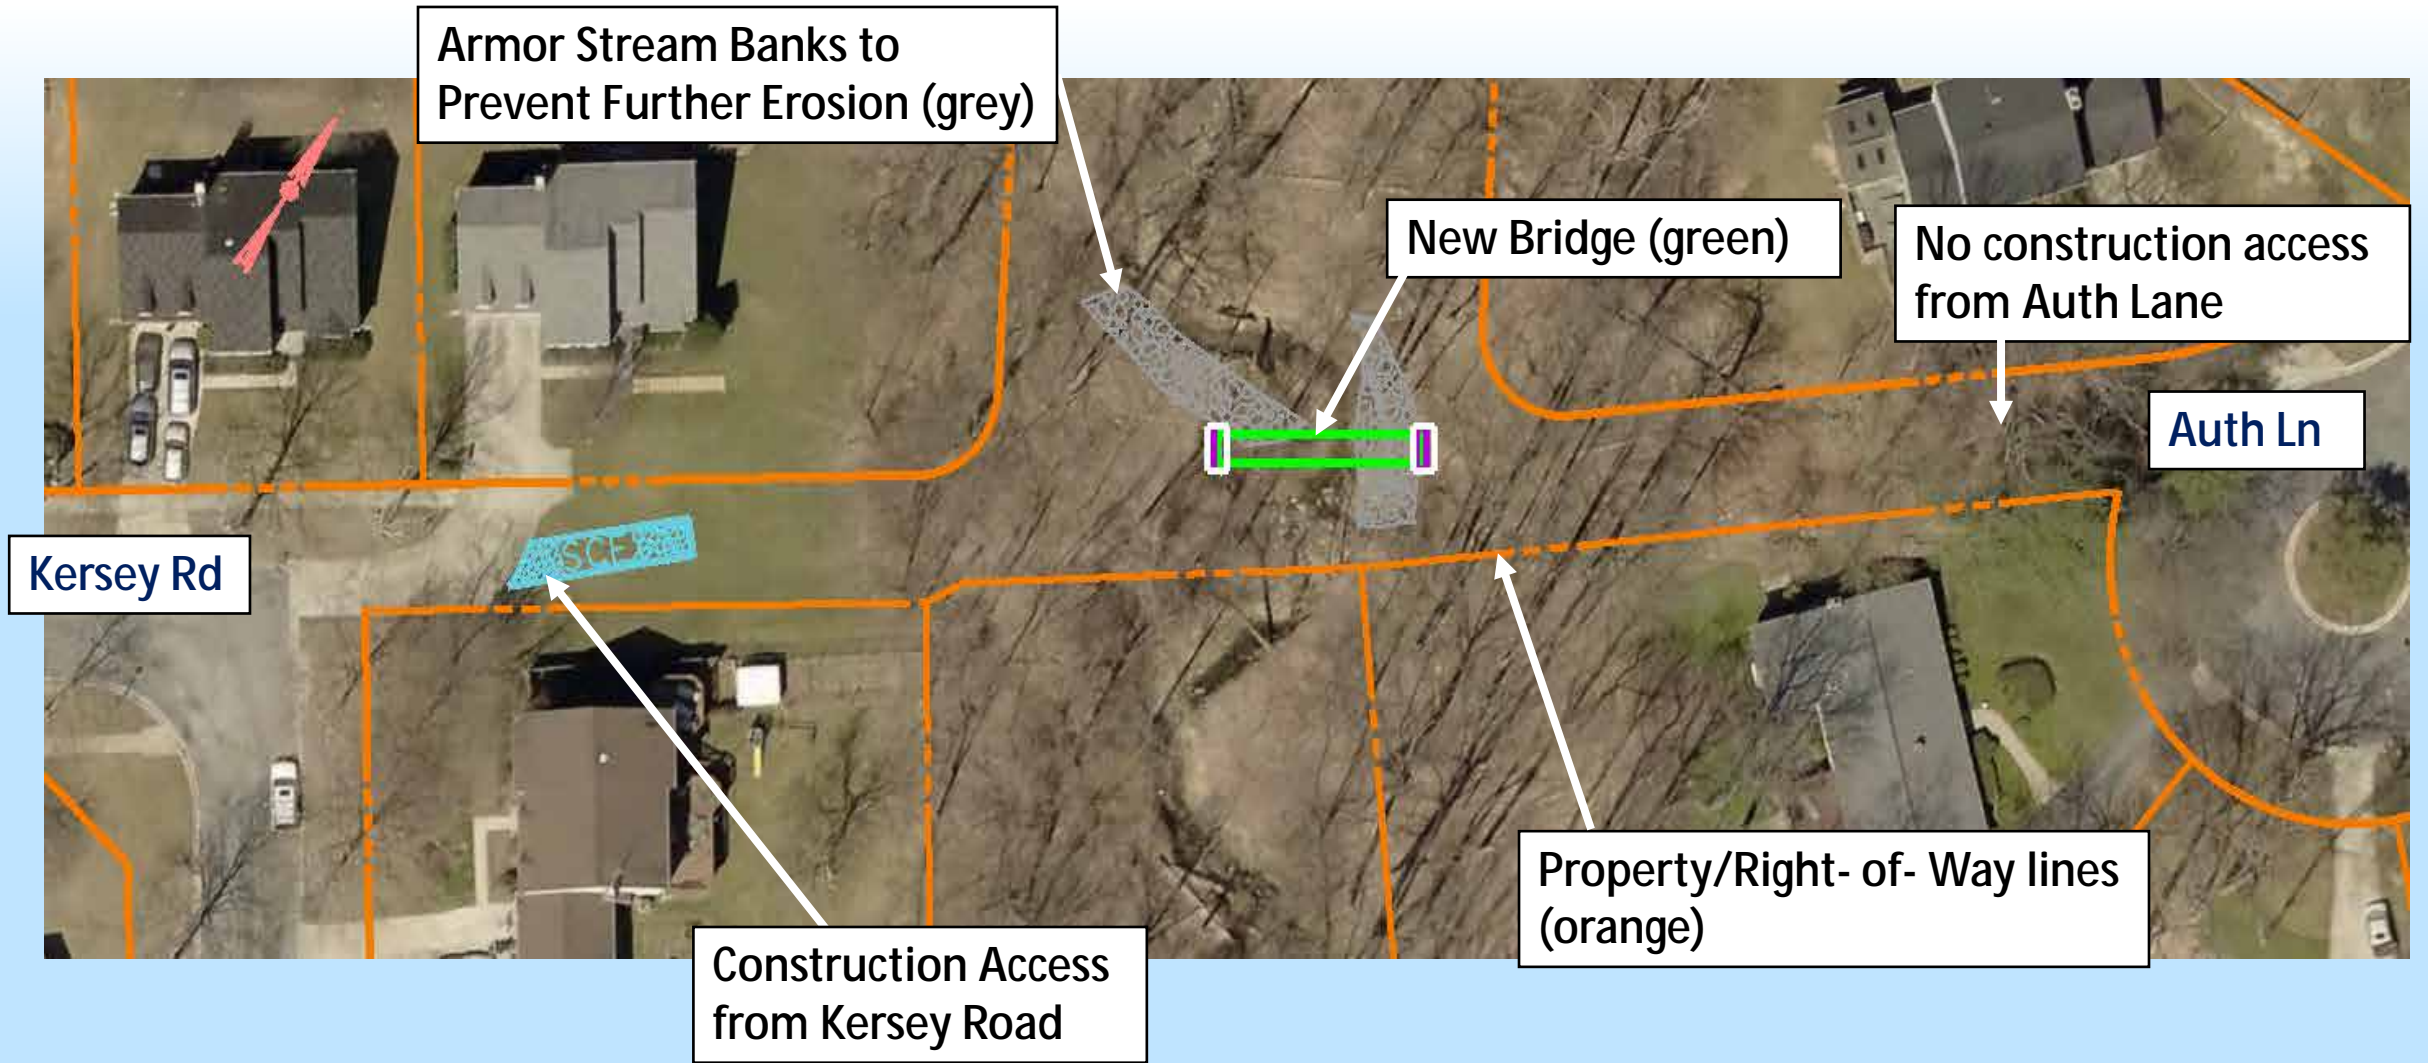 Armor Stream Banks to
Prevent Further Erosion (grey)
New Bridge (green)
No construction access
from Auth Lane
Auth Ln
Kersey Rd
SCE
Property/Right- of- Way lines
(orange)
Construction Access
from Kersey Road